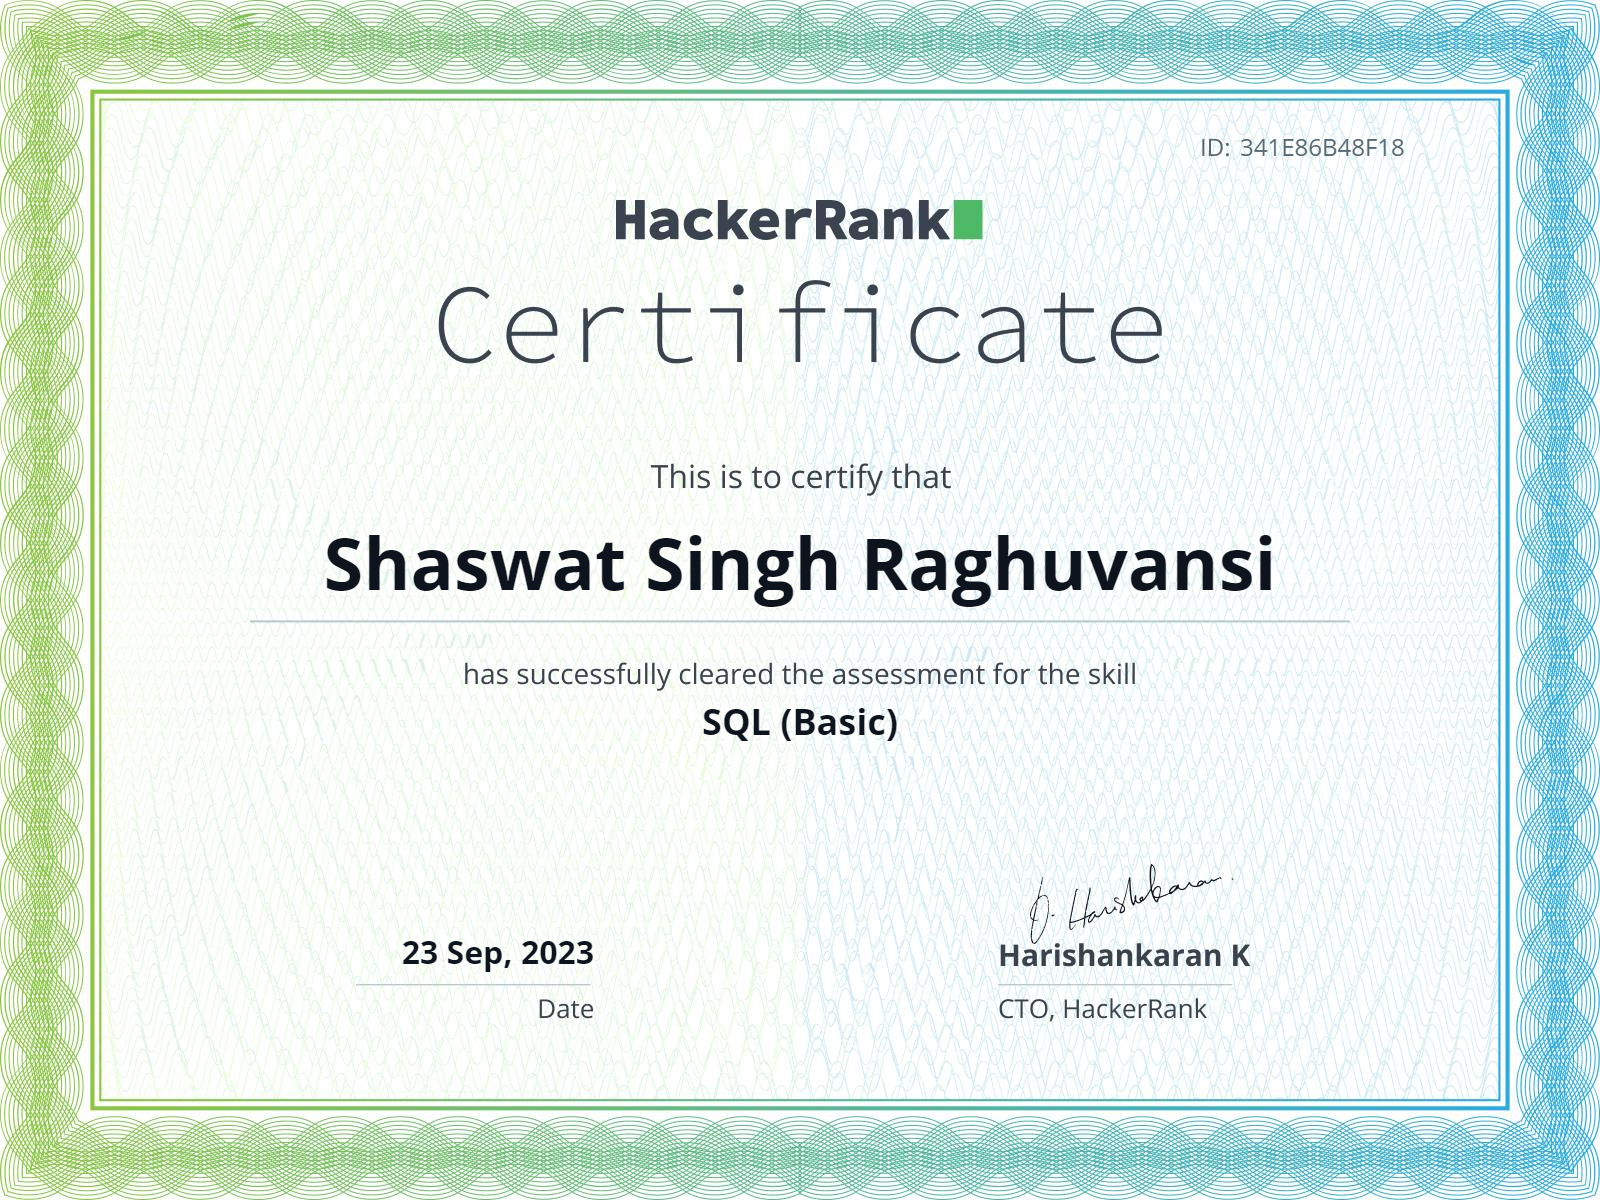 ID: 341E86B48F18
HackerRank
Certificate
This is to certify that
Shaswat Singh Raghuvansi
has successfully cleared the assessment for the skill
SQL (Basic)
J. Harishankaran
23 Sep, 2023
Harishankaran K
Date
CTO, HackerRank